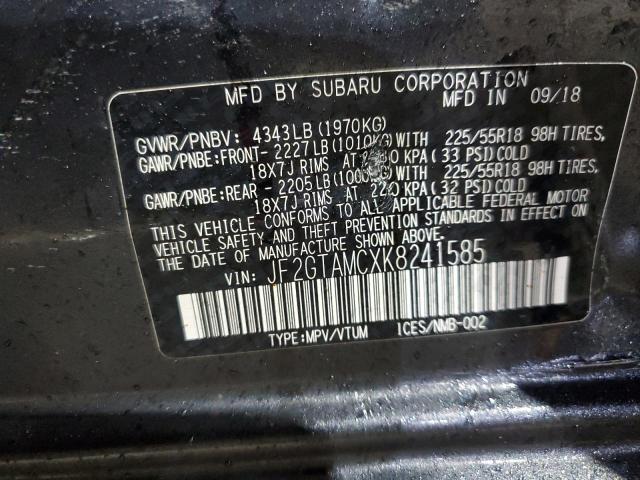 MFD BY SUBARU CORPORATION
MFD IN 09/18
GVWR/PNBV: 4343LB(1970KG)
GAWR/PNBE:FRONT-2227LB(1010KG)WITH 225/55R18 98H TIRES,
18X7J RIMS AT KPA(33 PSI)COLD
GAWR/PNBE:REAR -2205LB(1000KG)WITH 225/55R18 98H TIRES,
18X7J RIMS AT KPA(32 PSI)COLD
THIS VEHICLE CONFORMS TO ALL APPLICABLE FEDERAL MOTOR
VEHICLE SAFETY AND THEFT PREVENTION STANDARDS IN EFFECT ON
THE DATE OF MANUFACTURE SHOWN ABOVE.
VIN: JF2GTAMCXK8241585
TYPE:MPV/VTUM ICES/NMB-002